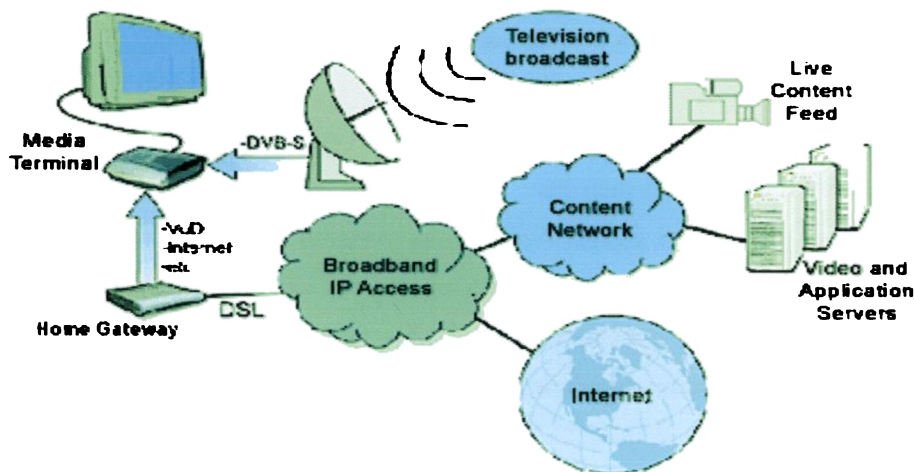 Television
broadcast
Live
Content
Feed
Media
Terminal
-DVB-S
Content
Network
-VoD
-Internet
Broadband
IP Access
Video and
Application
Servers
DSL
Home Gateway
Internet